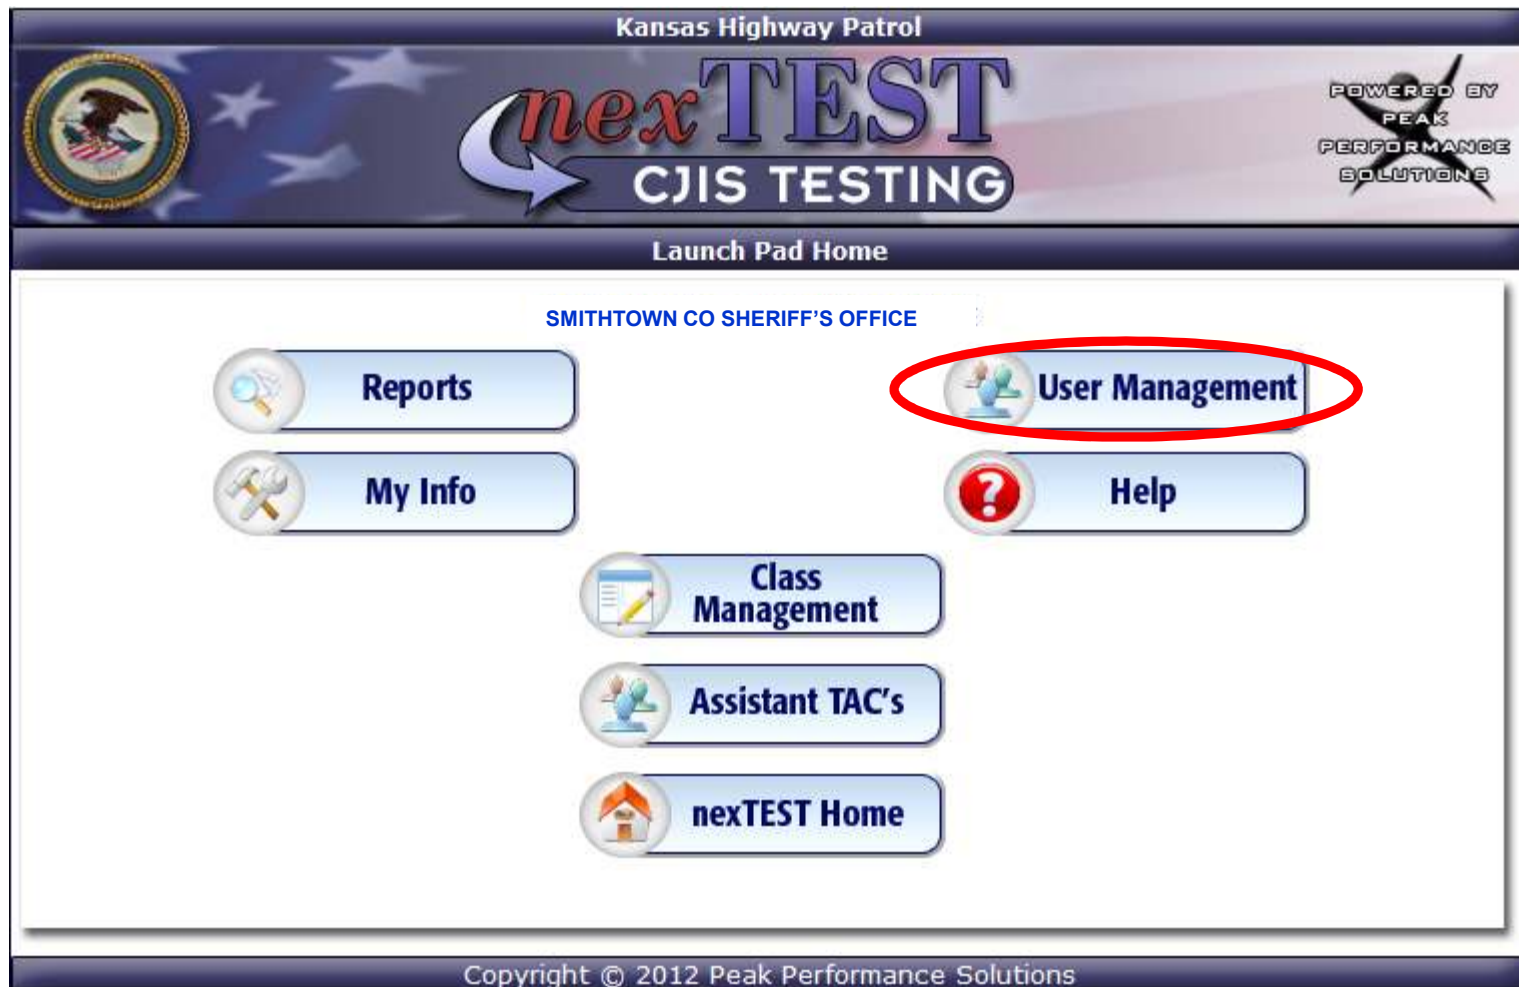 Kansas Highway Patrol
nexTEST
CJIS TESTING
POWERED BY
PEAK
PERFORMANCE
SOLUTIONS
Launch Pad Home
SMITHTOWN CO SHERIFF'S OFFICE
Reports
User Management
My Info
Help
Class
Management
Assistant TAC's
nexTEST Home
Copyright © 2012 Peak Performance Solutions